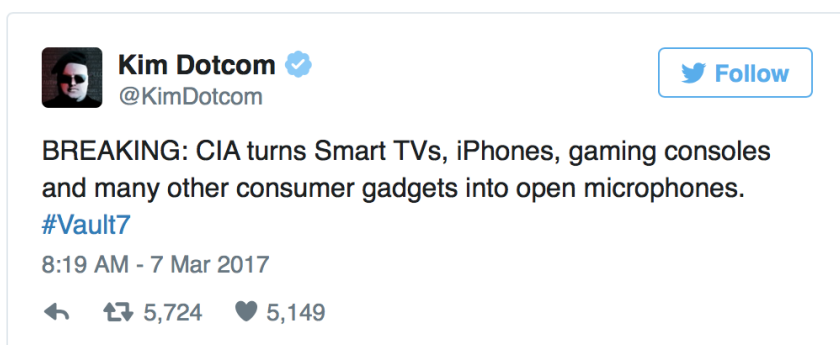 Kim Dotcom
@KimDotcom
Follow
BREAKING: CIA turns Smart TVs, iPhones, gaming consoles
and many other consumer gadgets into open microphones.
#Vault7
8:19 AM - 7 Mar 2017
5,724 5,149